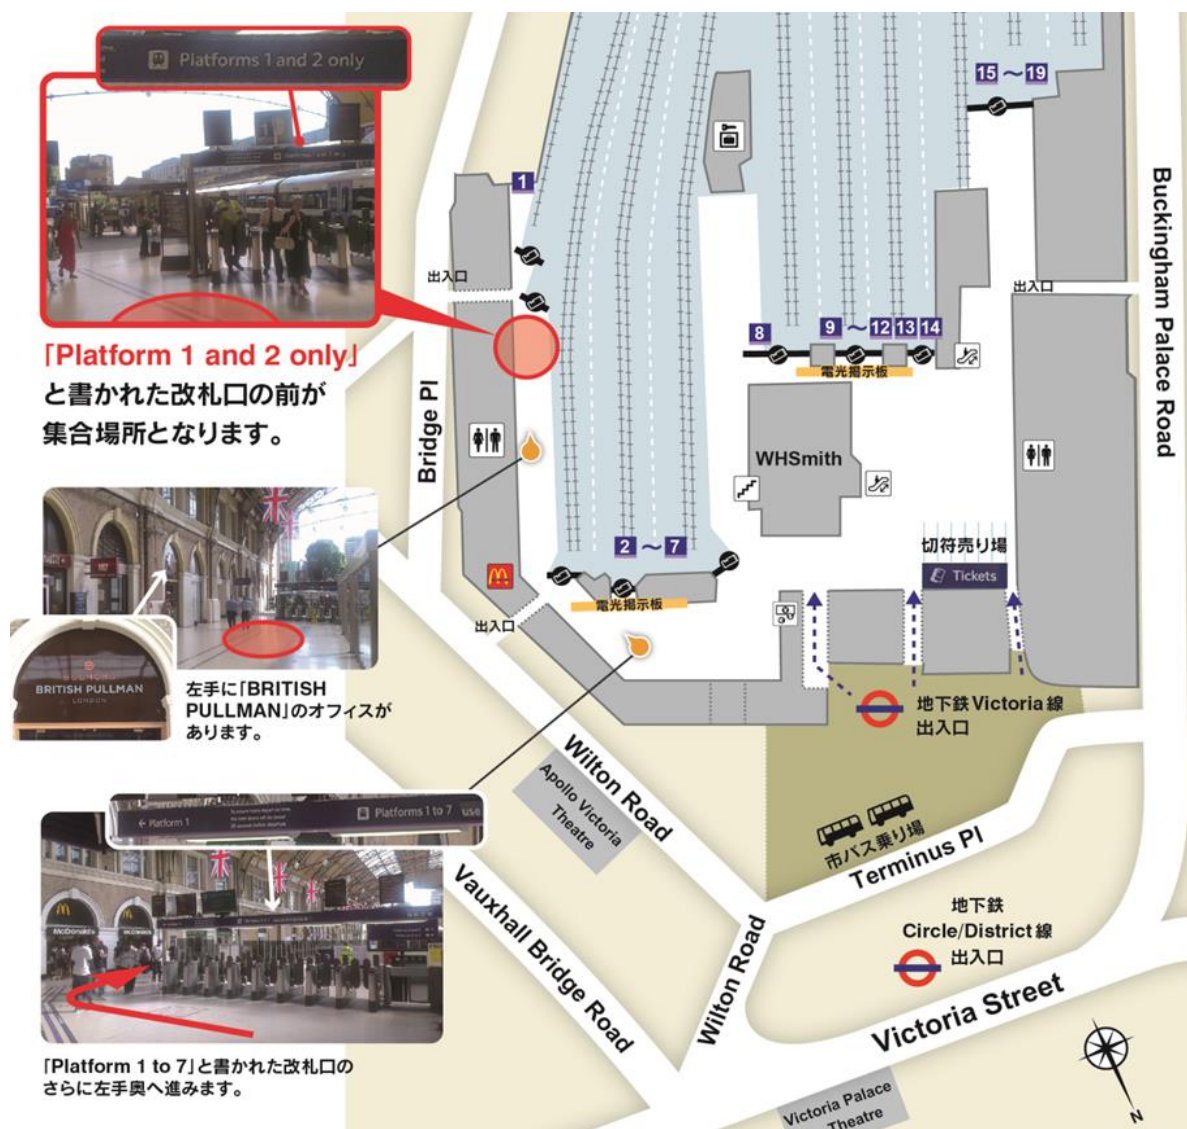 Platforms 1 and 2 only
「Platform 1 and 2 only」
と書かれた改札口の前が
集合場所となります。
BRITISH PULLMAN
LONDON
左手に「BRITISH
PULLMAN」のオフィスが
あります。
← Platform 1
Platforms 1 to 7
McDonald's
「Platform 1 to 7」と書かれた改札口の
さらに左手奥へ進みます。
15～19
1
出入口
出入口
8
9～12
13
14
電光掲示板
Bridge Pl
Buckingham Palace Road
WHSmith
2～7
電光掲示板
切符売り場
Tickets
出入口
地下鉄Victoria線
出入口
Wilton Road
Apollo Victoria
Theatre
市バス乗り場
Terminus Pl
Vauxhall Bridge Road
Wilton Road
地下鉄
Circle/District線
出入口
Victoria Street
Victoria Palace
Theatre
N